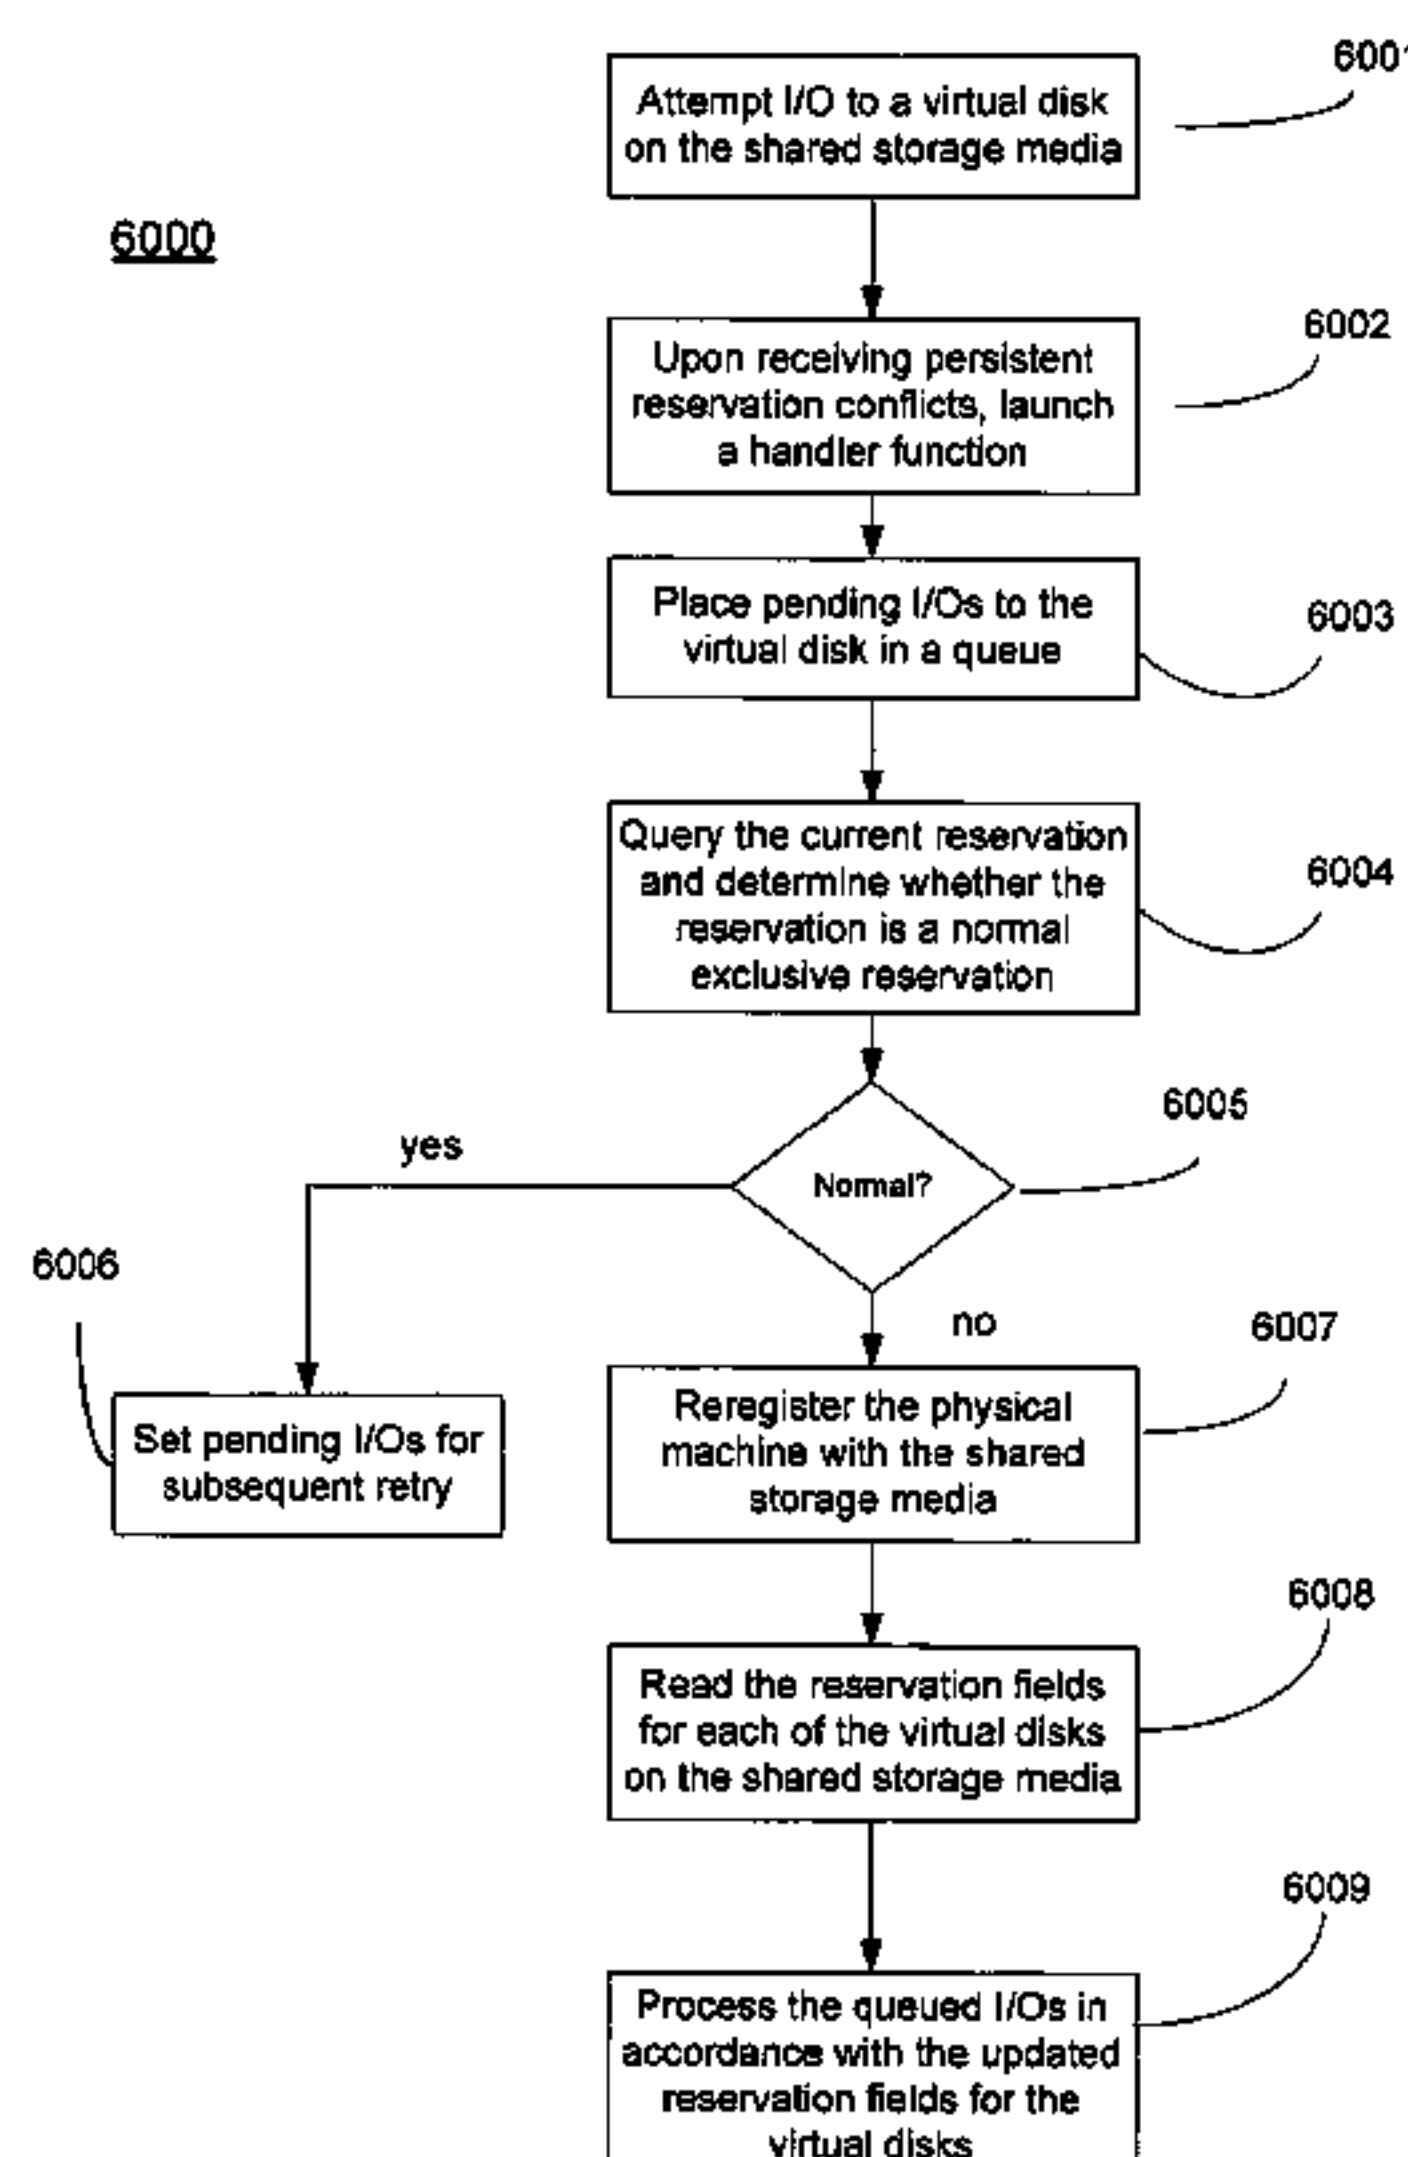 6001
Attempt I/O to a virtual disk
on the shared storage media
6000
6002
Upon receiving persistent
reservation conflicts, launch
a handler function
Place pending I/Os to the
virtual disk in a queue
6003
Query the current reservation
and determine whether the
reservation is a normal
exclusive reservation
6004
6005
yes
Normal?
6006
no
6007
Reregister the physical
machine with the shared
storage media
Set pending I/Os for
subsequent retry
6008
Read the reservation fields
for each of the virtual disks
on the shared storage media
6009
Process the queued I/Os in
accordance with the updated
reservation fields for the
virtual disks